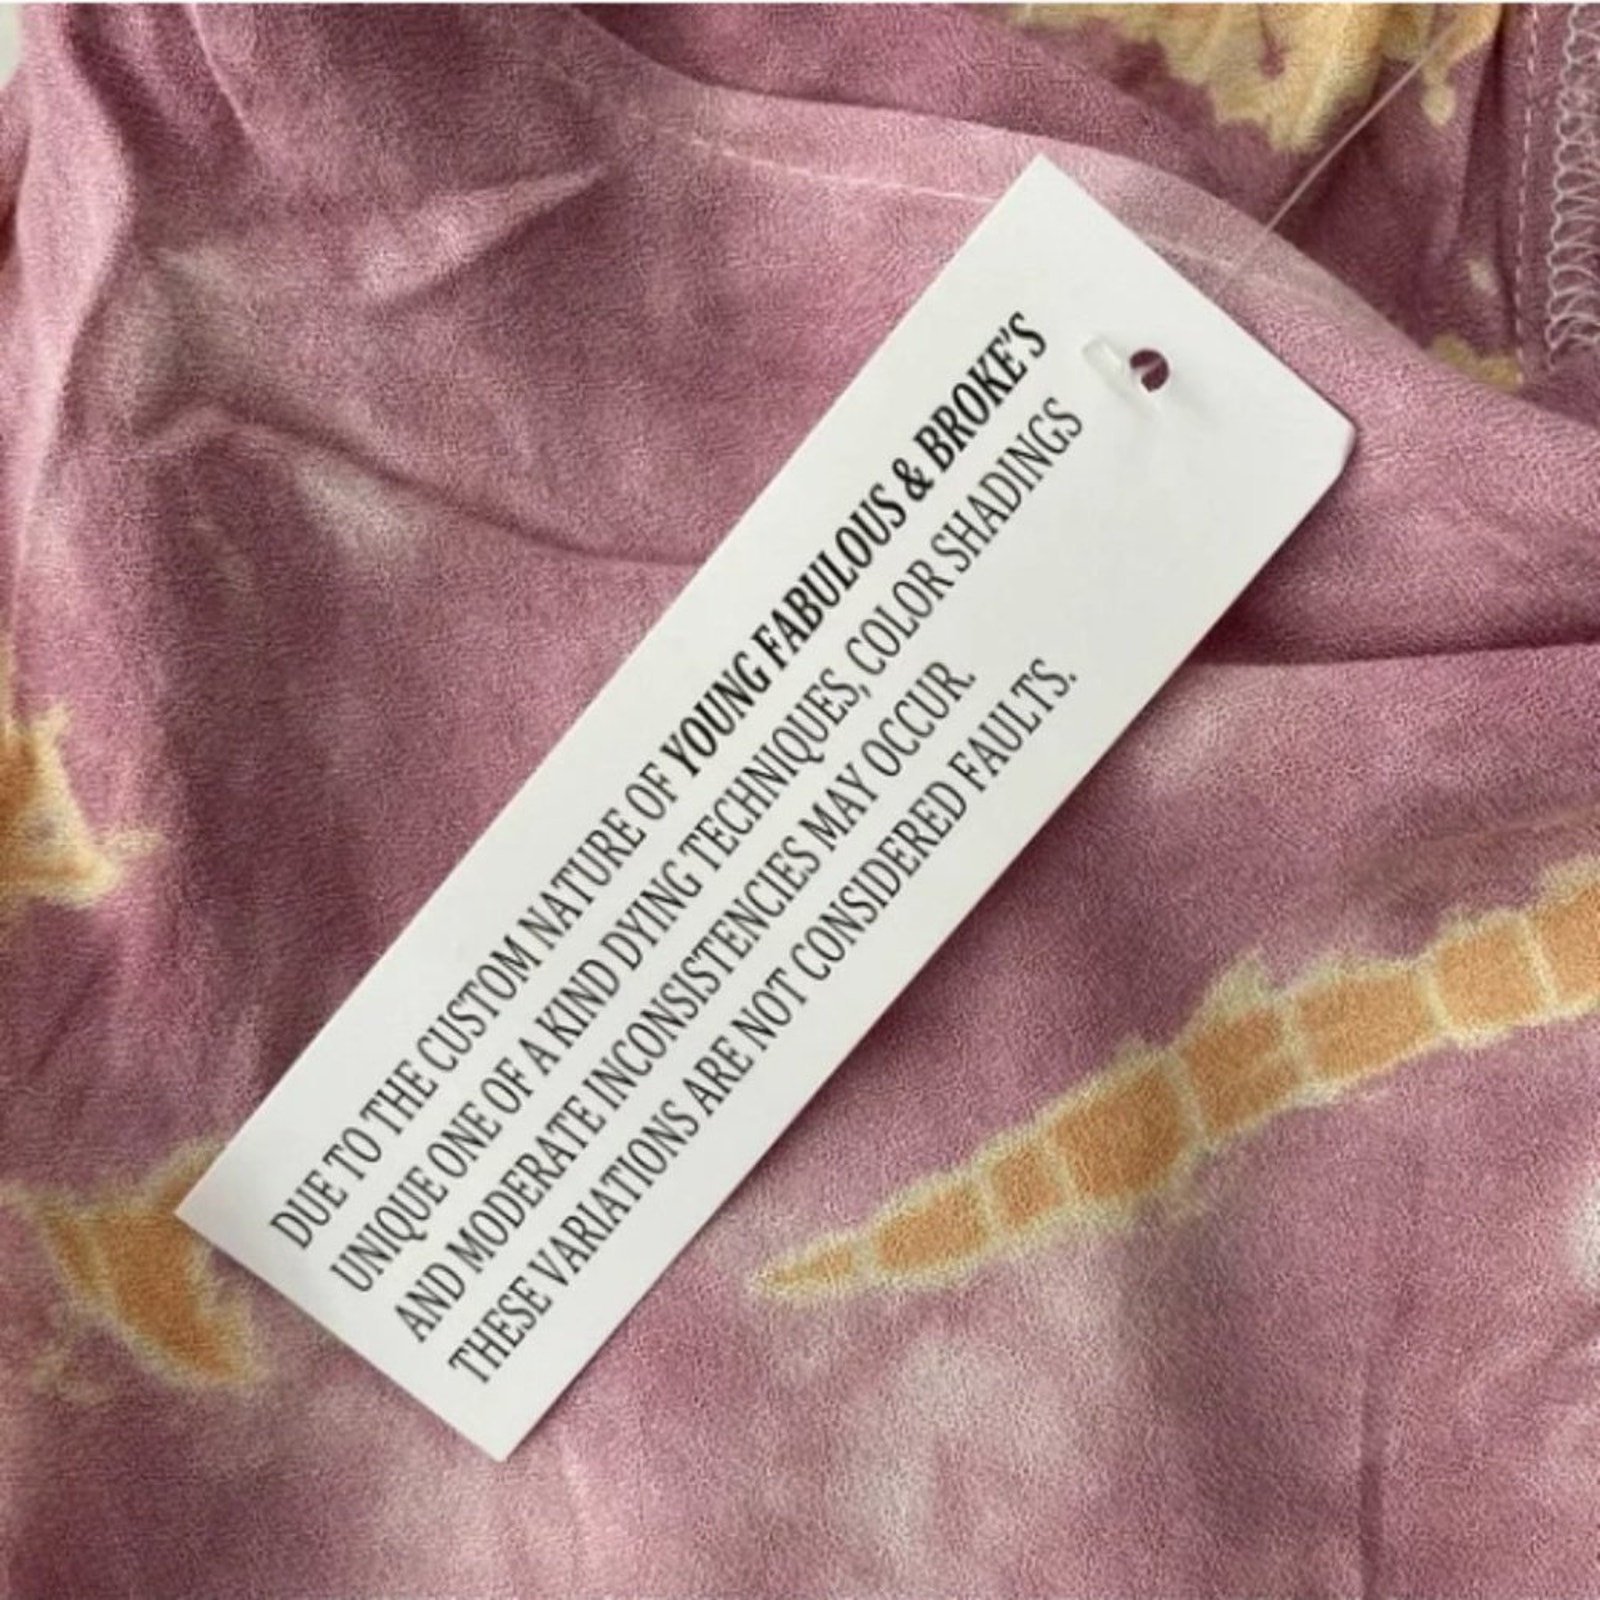 DUE TO THE CUSTOM NATURE OF YOUNG FABULOUS & BROKE'S
UNIQUE ONE OF A KIND DYING TECHNIQUES, COLOR SHADINGS
AND MODERATE INCONSISTENCIES MAY OCCUR.
THESE VARIATIONS ARE NOT CONSIDERED FAULTS.